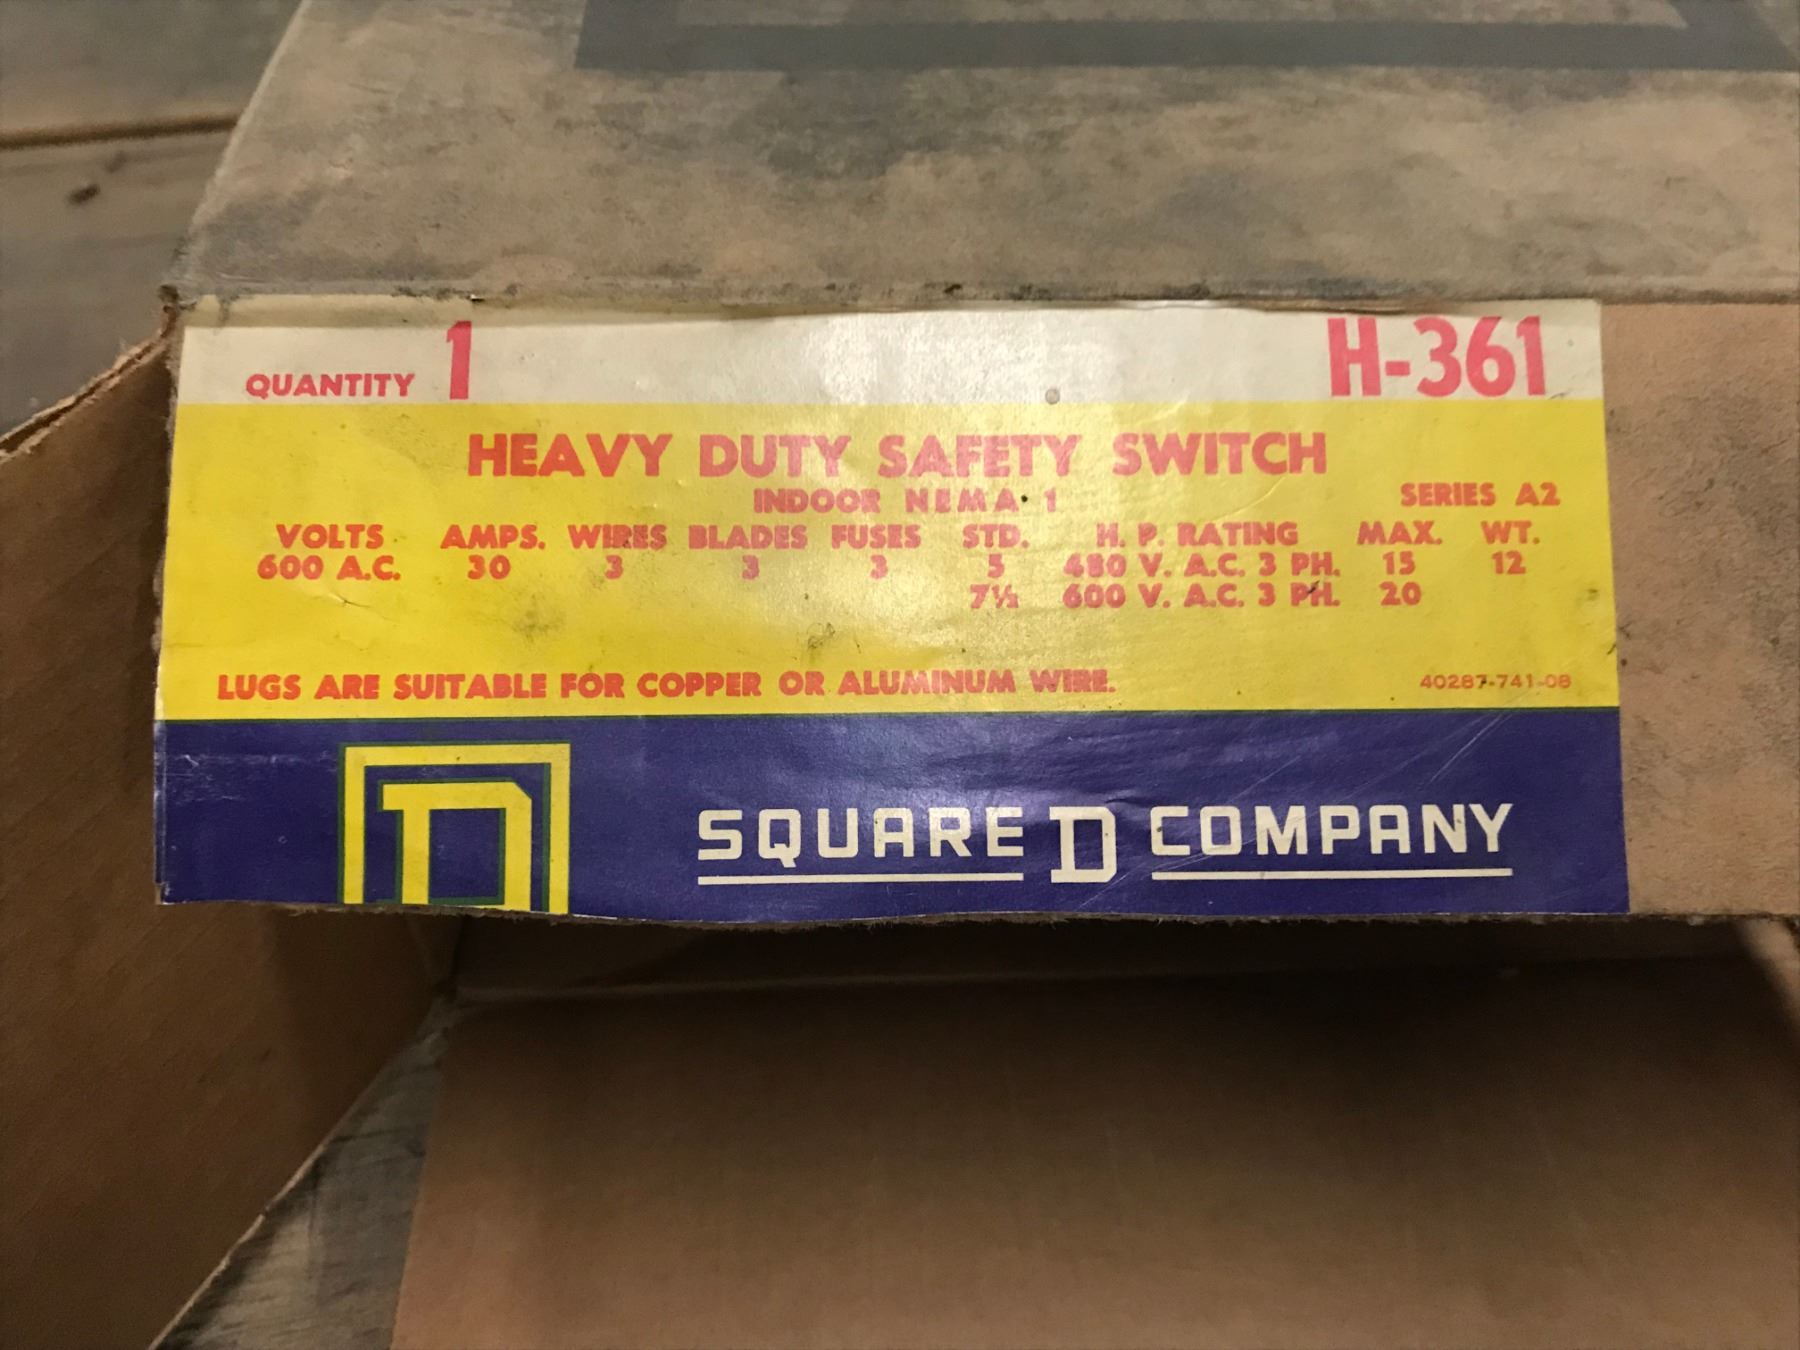 QUANTITY 1 H-361
HEAVY DUTY SAFETY SWITCH
INDOOR NEMA 1
SERIES A2
VOLTS AMPS. WIRES BLADES FUSES STD. H. P. RATING MAX. WT.
600 A.C. 30 3 3 3 5 480 V. A.C. 3 PH. 15 12
7½ 600 V. A.C. 3 PH. 20
LUGS ARE SUITABLE FOR COPPER OR ALUMINUM WIRE. 40287-741-08
D
SQUARE D COMPANY